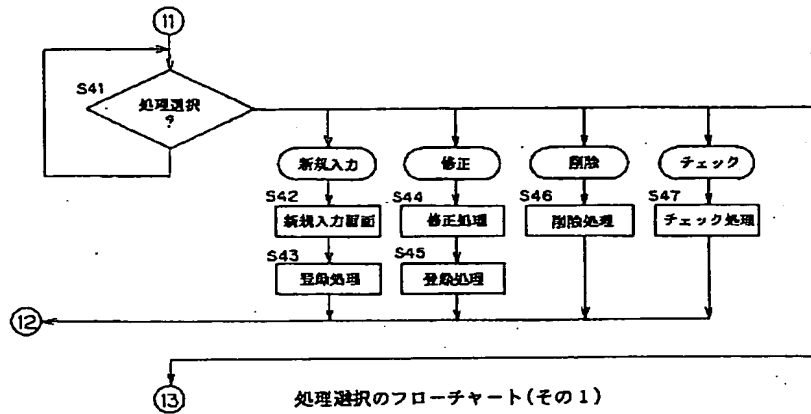 11
S41
処理選択
?
新規入力
修正
削除
チェック
S42
新規入力画面
S44
修正処理
S46
削除処理
S47
チェック処理
S43
登録処理
S45
登録処理
12
13
処理選択のフローチャート(その1)